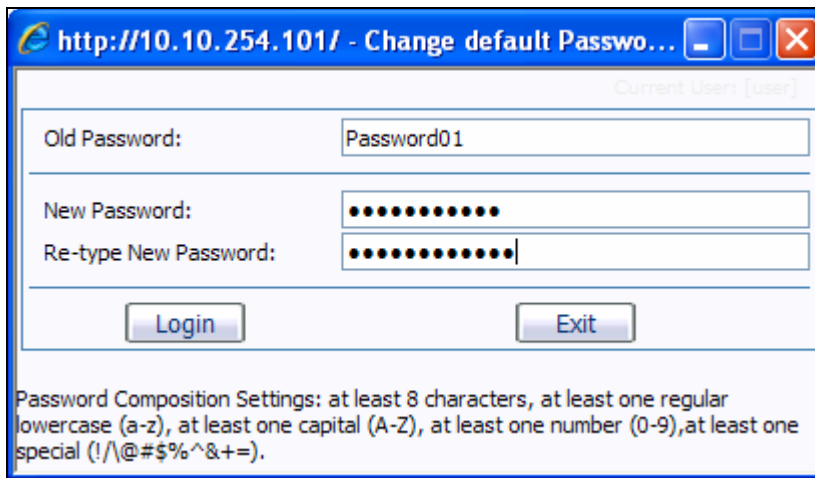 http://10.10.254.101/ - Change default Passwo...
Current User: [user]
Old Password: Password01
New Password: •••••••••••
Re-type New Password: ••••••••••••
Login Exit
Password Composition Settings: at least 8 characters, at least one regular
lowercase (a-z), at least one capital (A-Z), at least one number (0-9),at least one
special (!/\@#$%^&+=).